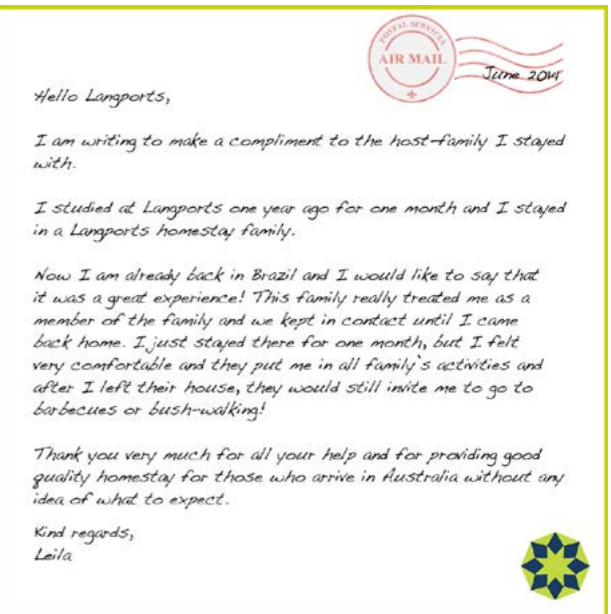 POSTAL SERVICES
AIR MAIL
June 2014
Hello Langports,
I am writing to make a compliment to the host-family I stayed
with.
I studied at Langports one year ago for one month and I stayed
in a Langports homestay family.
Now I am already back in Brazil and I would like to say that
it was a great experience! This family really treated me as a
member of the family and we kept in contact until I came
back home. I just stayed there for one month, but I felt
very comfortable and they put me in all family`s activities and
after I left their house, they would still invite me to go to
barbecues or bush-walking!
Thank you very much for all your help and for providing good
quality homestay for those who arrive in Australia without any
idea of what to expect.
Kind regards,
Leila